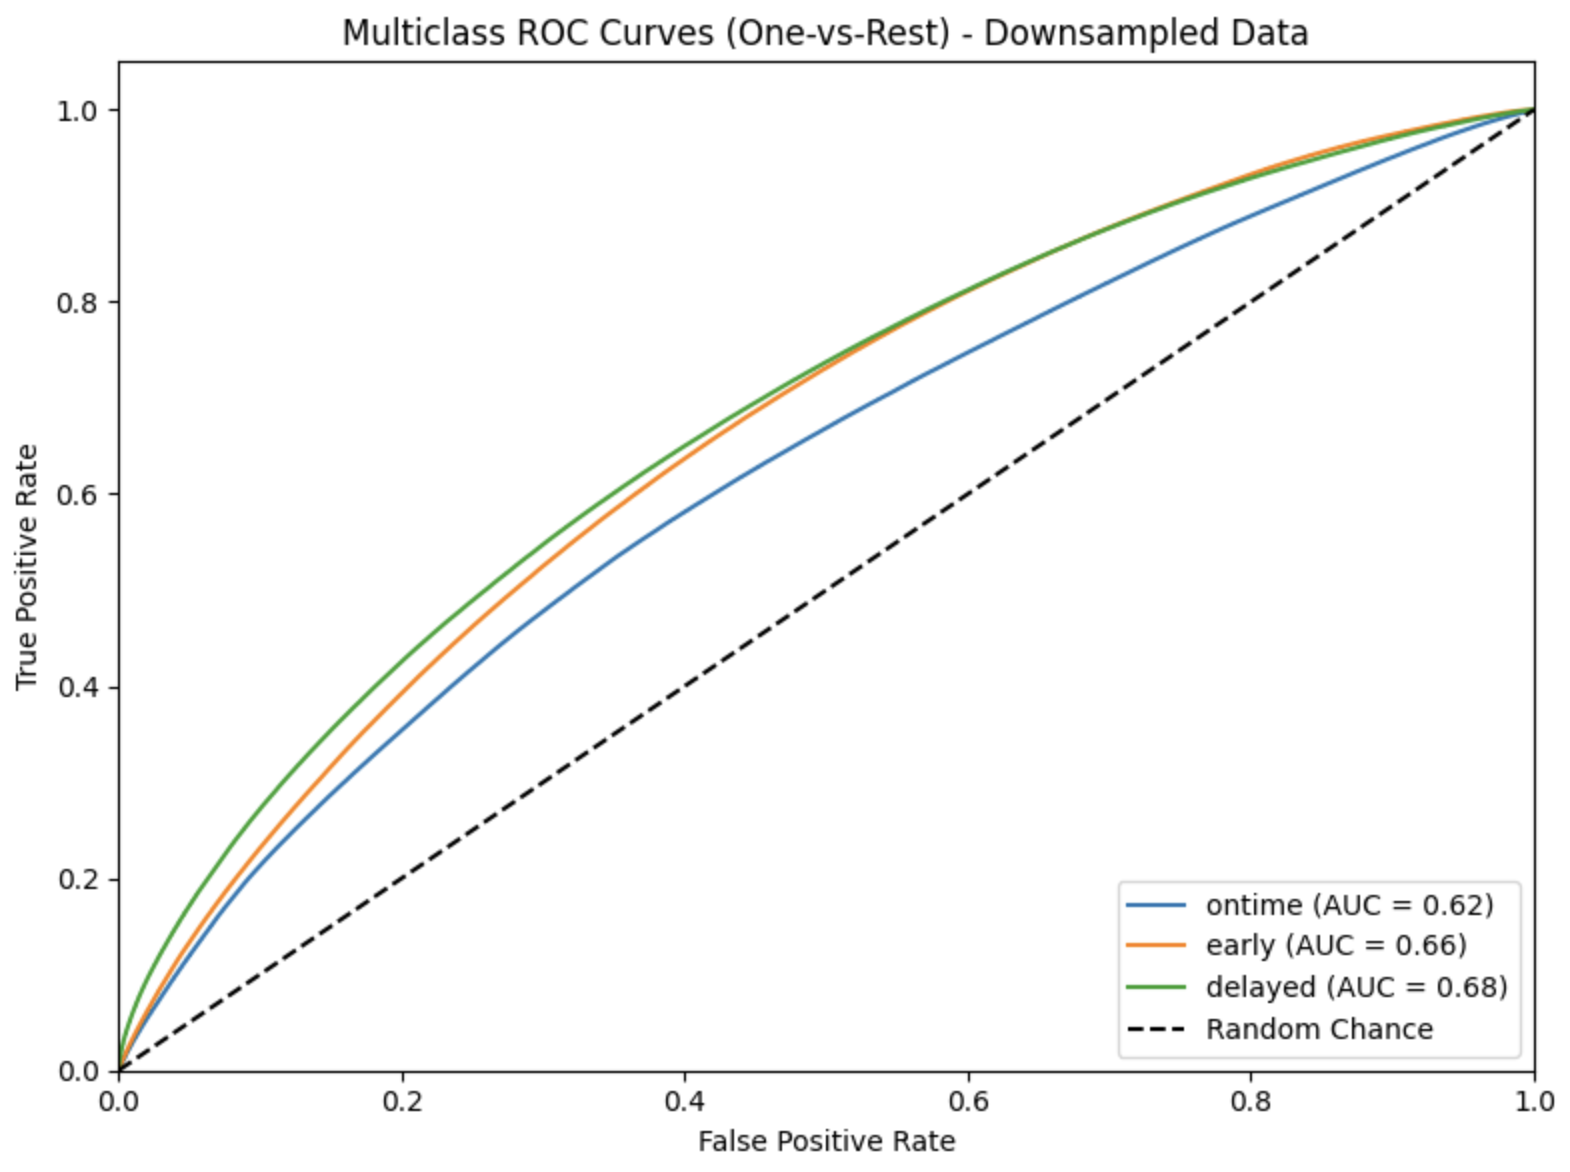 Multiclass ROC Curves (One-vs-Rest) - Downsampled Data
True Positive Rate
1.0
0.8
0.6
0.4
0.2
0.0
0.0 0.2 0.4 0.6 0.8 1.0
False Positive Rate
ontime (AUC = 0.62)
early (AUC = 0.66)
delayed (AUC = 0.68)
Random Chance